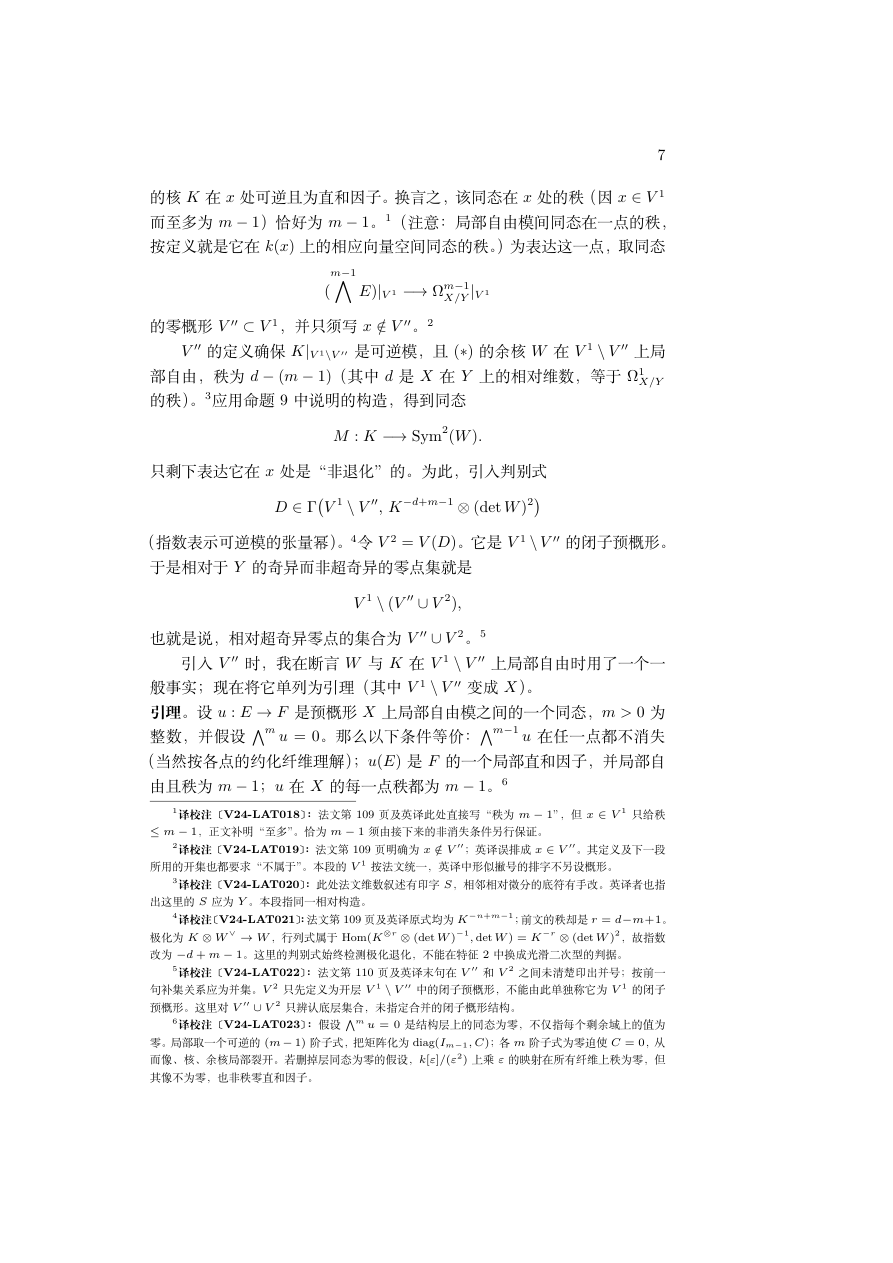 7
的核 K 在 x 处可逆且为直和因子。换言之，该同态在 x 处的秩（因 x ∈ V¹
而至多为 m − 1）恰好为 m − 1。¹（注意：局部自由模间同态在一点的秩，
按定义就是它在 k(x) 上的相应向量空间同态的秩。）为表达这一点，取同态
(⋀^{m−1} E)|_{V¹} ⟶ Ω^{m−1}_{X/Y}|_{V¹}
的零概形 V″ ⊂ V¹，并只须写 x ∉ V″。²
V″ 的定义确保 K|_{V¹∖V″} 是可逆模，且 (∗) 的余核 W 在 V¹ ∖ V″ 上局
部自由，秩为 d − (m − 1)（其中 d 是 X 在 Y 上的相对维数，等于 Ω¹_{X/Y}
的秩）。³应用命题 9 中说明的构造，得到同态
M : K ⟶ Sym²(W).
只剩下表达它在 x 处是“非退化”的。为此，引入判别式
D ∈ Γ(V¹ ∖ V″, K^{−d+m−1} ⊗ (det W)²)
（指数表示可逆模的张量幂）。⁴令 V² = V(D)。它是 V¹ ∖ V″ 的闭子预概形。
于是相对于 Y 的奇异而非超奇异的零点集就是
V¹ ∖ (V″ ∪ V²),
也就是说，相对超奇异零点的集合为 V″ ∪ V²。⁵
引入 V″ 时，我在断言 W 与 K 在 V¹ ∖ V″ 上局部自由时用了一个一
般事实；现在将它单列为引理（其中 V¹ ∖ V″ 变成 X）。
引理。设 u : E → F 是预概形 X 上局部自由模之间的一个同态，m > 0 为
整数，并假设 ⋀^m u = 0。那么以下条件等价：⋀^{m−1} u 在任一点都不消失
（当然按各点的约化纤维理解）；u(E) 是 F 的一个局部直和因子，并局部自
由且秩为 m − 1；u 在 X 的每一点秩都为 m − 1。⁶
¹译校注〔V24-LAT018〕：法文第 109 页及英译此处直接写“秩为 m − 1”，但 x ∈ V¹ 只给秩
≤ m − 1，正文补明“至多”。恰为 m − 1 须由接下来的非消失条件另行保证。
²译校注〔V24-LAT019〕：法文第 109 页明确为 x ∉ V″；英译误排成 x ∈ V″。其定义及下一段
所用的开集也都要求“不属于”。本段的 V¹ 按法文统一，英译中形似撇号的排字不另设概形。
³译校注〔V24-LAT020〕：此处法文维数叙述有印字 S，相邻相对微分的底符有手改。英译者也指
出这里的 S 应为 Y。本段指同一相对构造。
⁴译校注〔V24-LAT021〕：法文第 109 页及英译原式均为 K^{−n+m−1}；前文的秩却是 r = d−m+1。
极化为 K ⊗ W^∨ → W，行列式属于 Hom(K^{⊗r} ⊗ (det W)^{−1}, det W) = K^{−r} ⊗ (det W)²，故指数
改为 −d + m − 1。这里的判别式始终检测极化退化，不能在特征 2 中换成光滑二次型的判据。
⁵译校注〔V24-LAT022〕：法文第 110 页及英译末句在 V″ 和 V² 之间未清楚印出并号；按前一
句补集关系应为并集。V² 只先定义为开层 V¹ ∖ V″ 中的闭子预概形，不能由此单独称它为 V¹ 的闭子
预概形。这里对 V″ ∪ V² 只辨认底层集合，未指定合并的闭子概形结构。
⁶译校注〔V24-LAT023〕：假设 ⋀^m u = 0 是结构层上的同态为零，不仅指每个剩余域上的值为
零。局部取一个可逆的 (m − 1) 阶子式，把矩阵化为 diag(I_{m−1}, C)；各 m 阶子式为零迫使 C = 0，从
而像、核、余核局部裂开。若删掉层同态为零的假设，k[ε]/(ε²) 上乘 ε 的映射在所有纤维上秩为零，但
其像不为零，也非秩零直和因子。